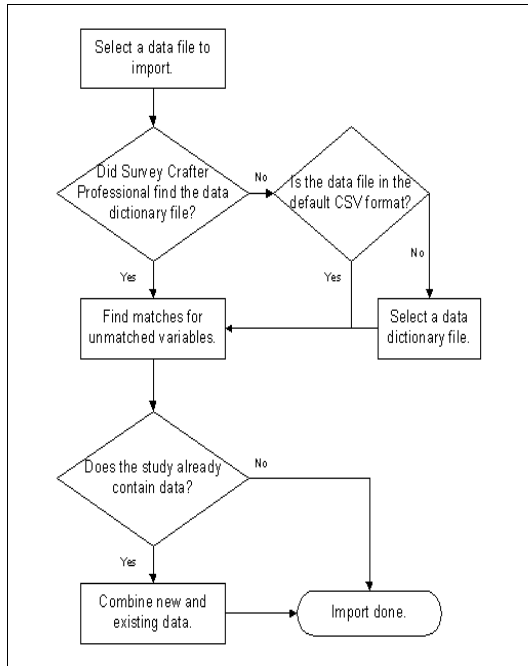 Select a data file to
import.
Did Survey Crafter
Professional find the data
dictionary file?
No
Is the data file in the
default CSV format?
No
Yes
Yes
Find matches for
unmatched variables.
Select a data
dictionary file.
Does the study already
contain data?
No
Yes
Combine new and
existing data.
Import done.